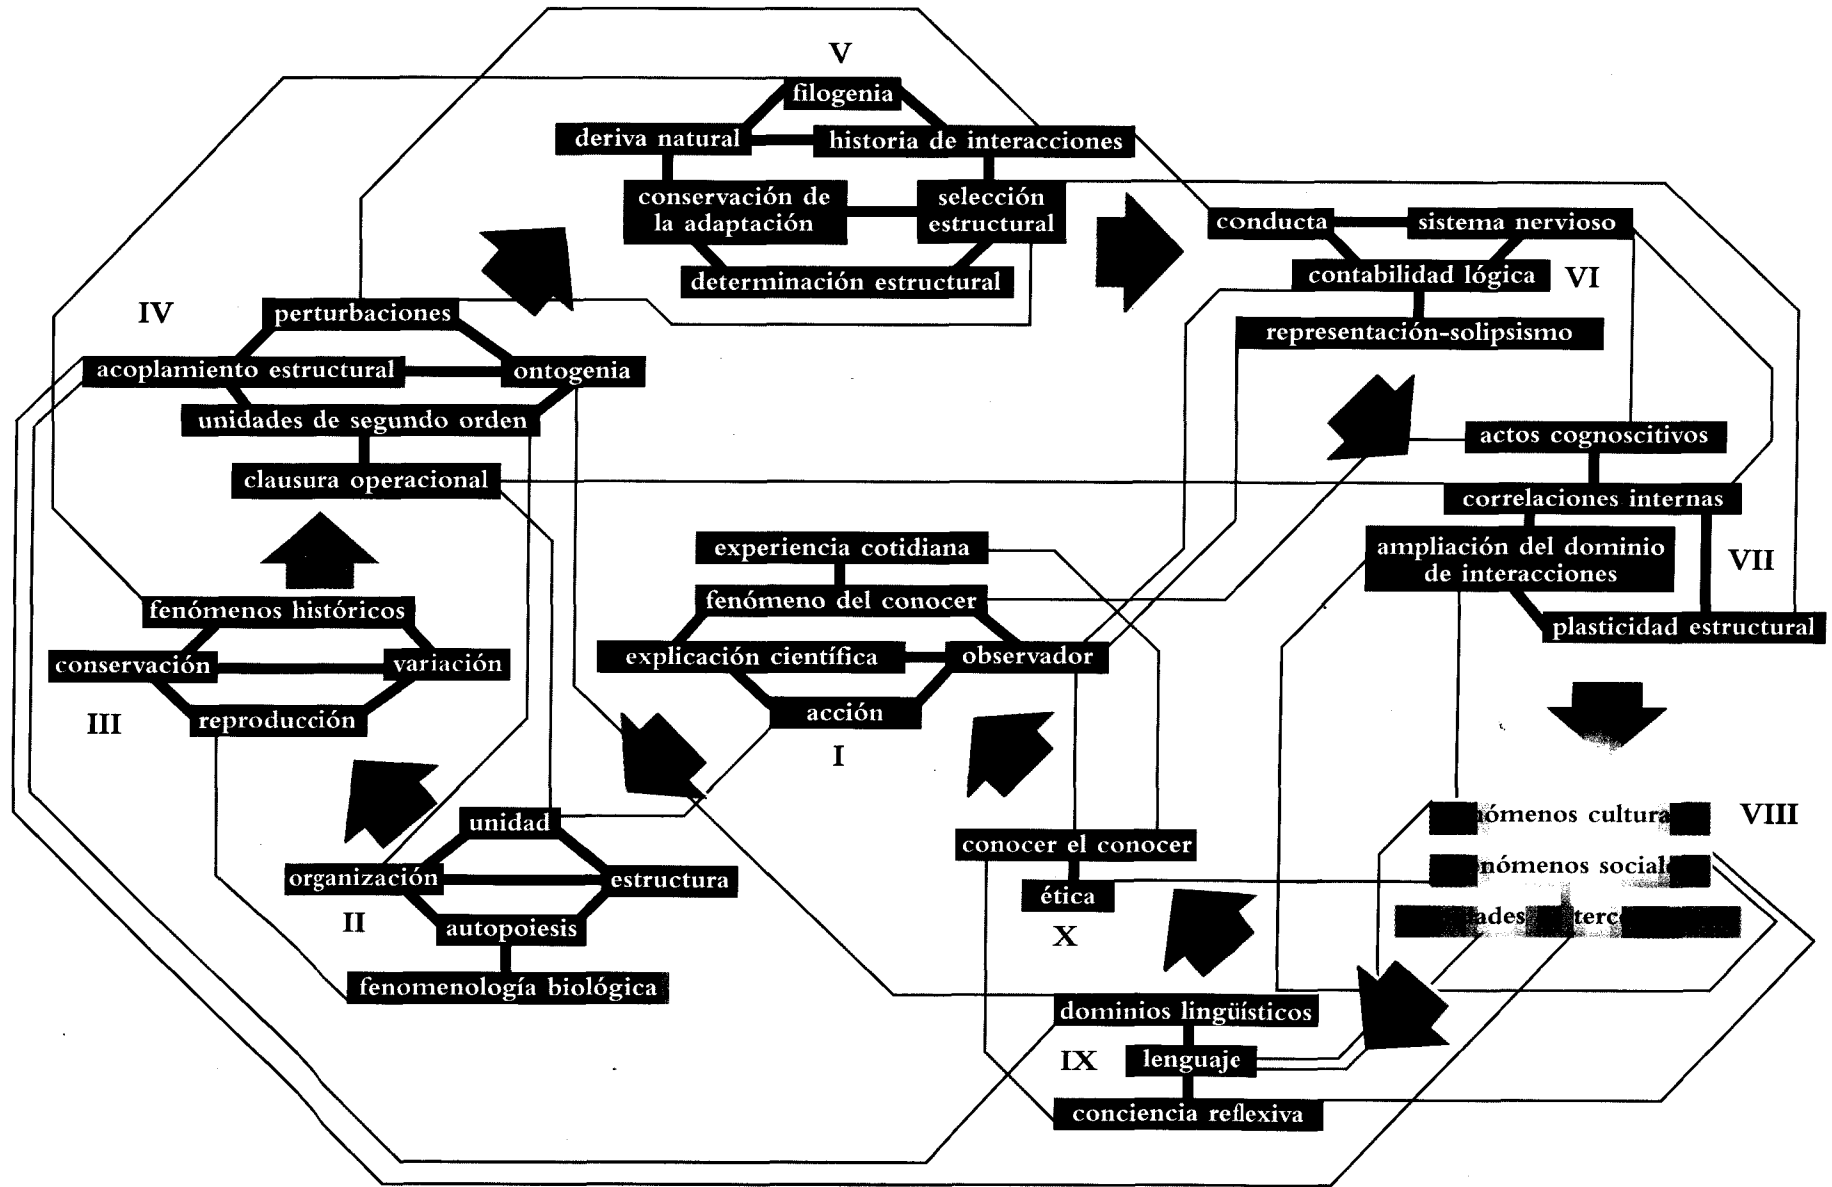 V
filogenia
deriva natural
historia de interacciones
conservación de
la adaptación
selección
estructural
determinación estructural
conducta
sistema nervioso
contabilidad lógica
VI
representación-solipsismo
IV
perturbaciones
acoplamiento estructural
ontogenia
unidades de segundo orden
clausura operacional
actos cognoscitivos
correlaciones internas
ampliación del dominio
de interacciones
VII
plasticidad estructural
experiencia cotidiana
fenómeno del conocer
explicación científica
observador
acción
I
fenómenos históricos
conservación
variación
reproducción
III
unidad
organización
estructura
II
autopoiesis
fenomenología biológica
conocer el conocer
ética
X
VIII
dominios lingüísticos
IX
lenguaje
conciencia reflexiva